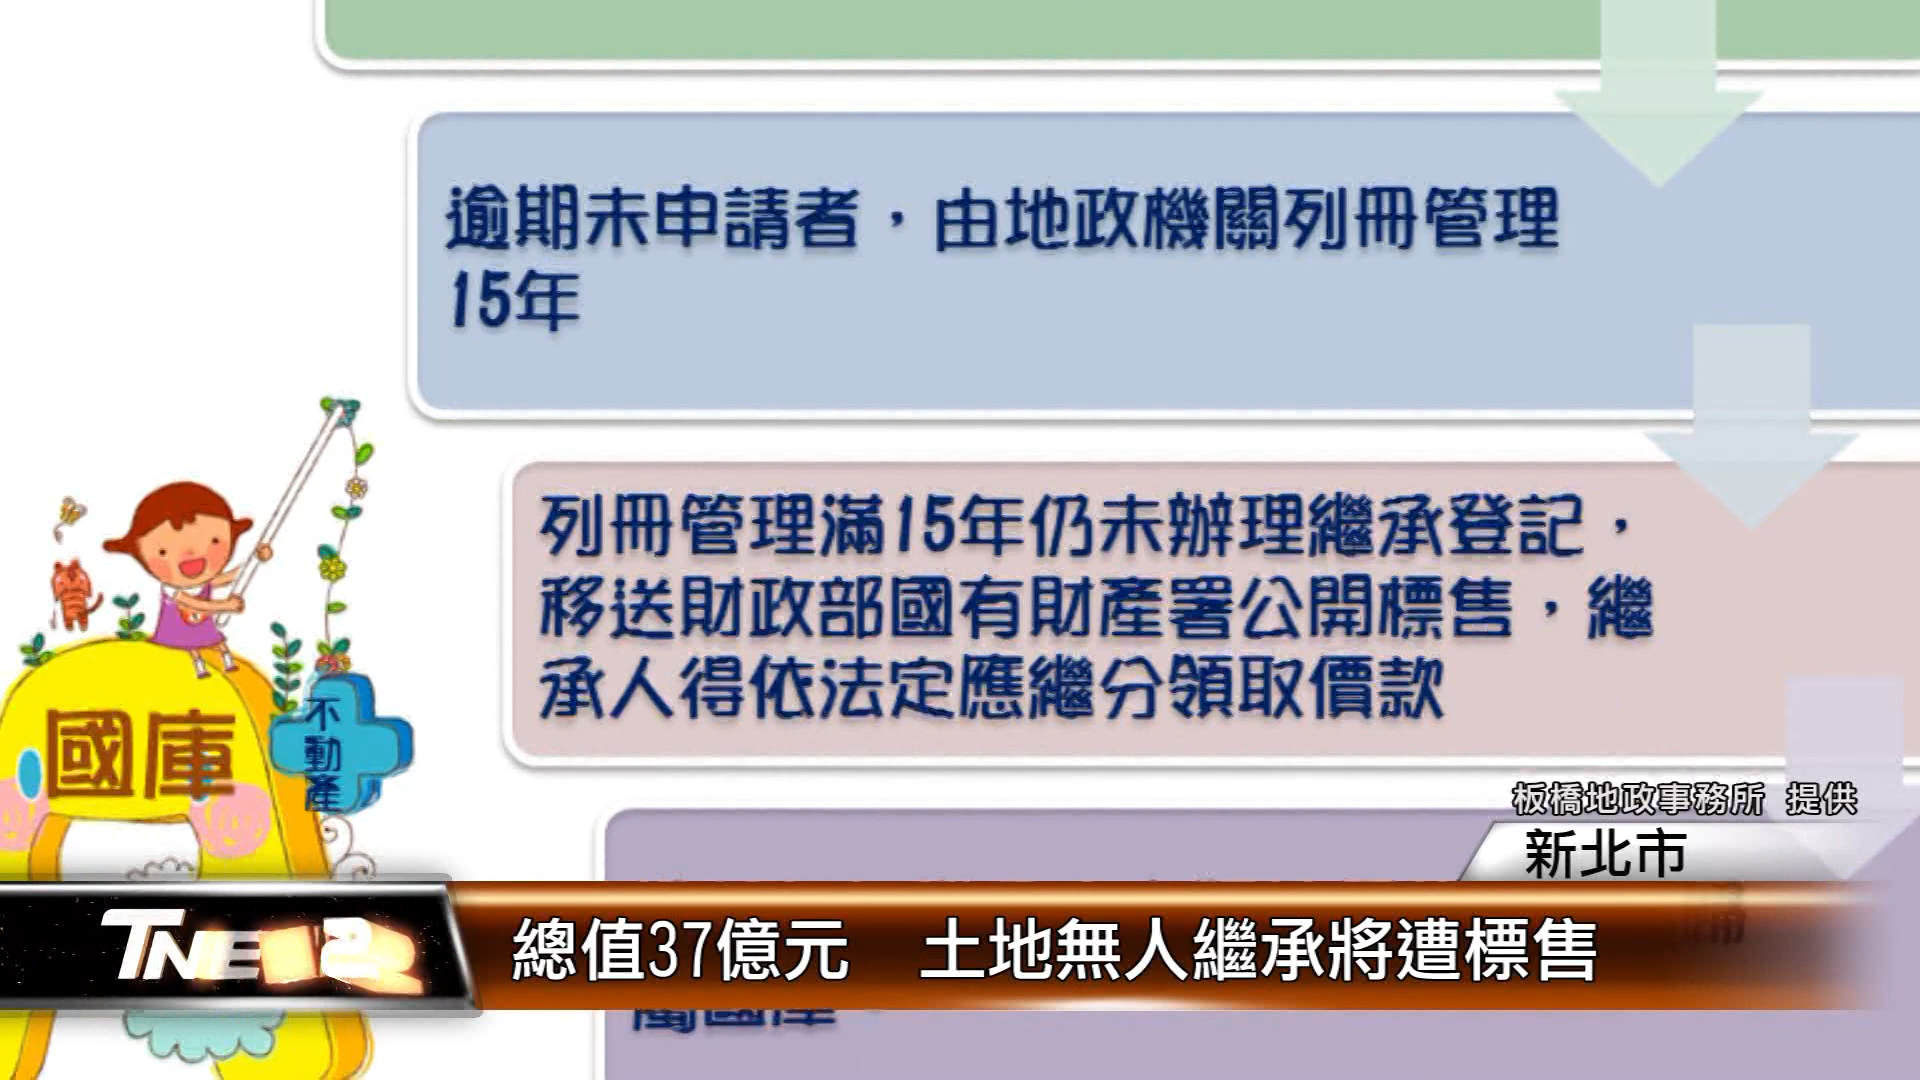 逾期未申請者，由地政機關列冊管理
15年
列冊管理滿15年仍未辦理繼承登記，
移送財政部國有財產署公開標售，繼
承人得依法定應繼分領取價款
國庫
不動產
板橋地政事務所 提供
新北市
總值37億元 土地無人繼承將遭標售
屬國庫。